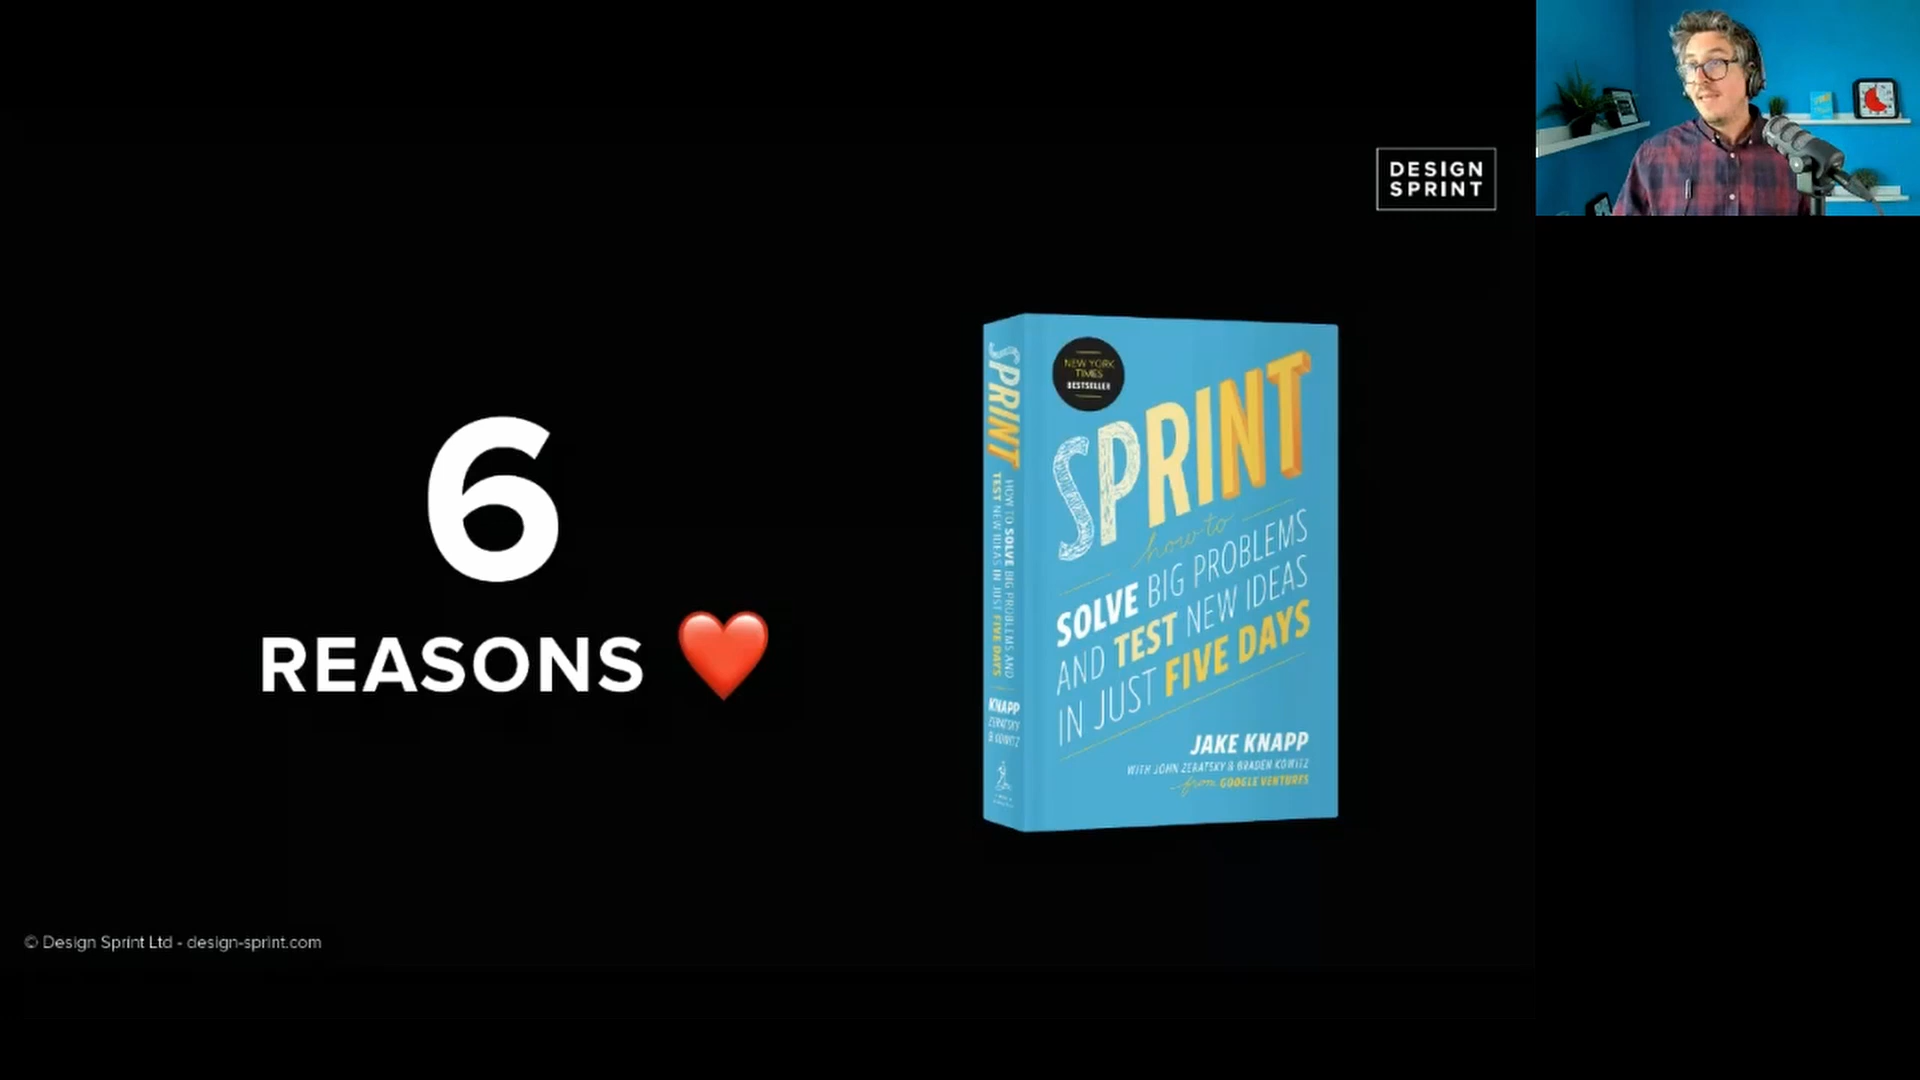 DESIGN
SPRINT
6
REASONS
NEW YORK
TIMES
BESTSELLER
SPRINT
how to
SOLVE BIG PROBLEMS
AND TEST NEW IDEAS
IN JUST FIVE DAYS
JAKE KNAPP
WITH JOHN ZERATSKY & BRADEN KOWITZ
from GOOGLE VENTURES
SPRINT
HOW TO SOLVE BIG PROBLEMS AND
TEST NEW IDEAS IN JUST FIVE DAYS
KNAPP
ZERATSKY
& KOWITZ
© Design Sprint Ltd - design-sprint.com